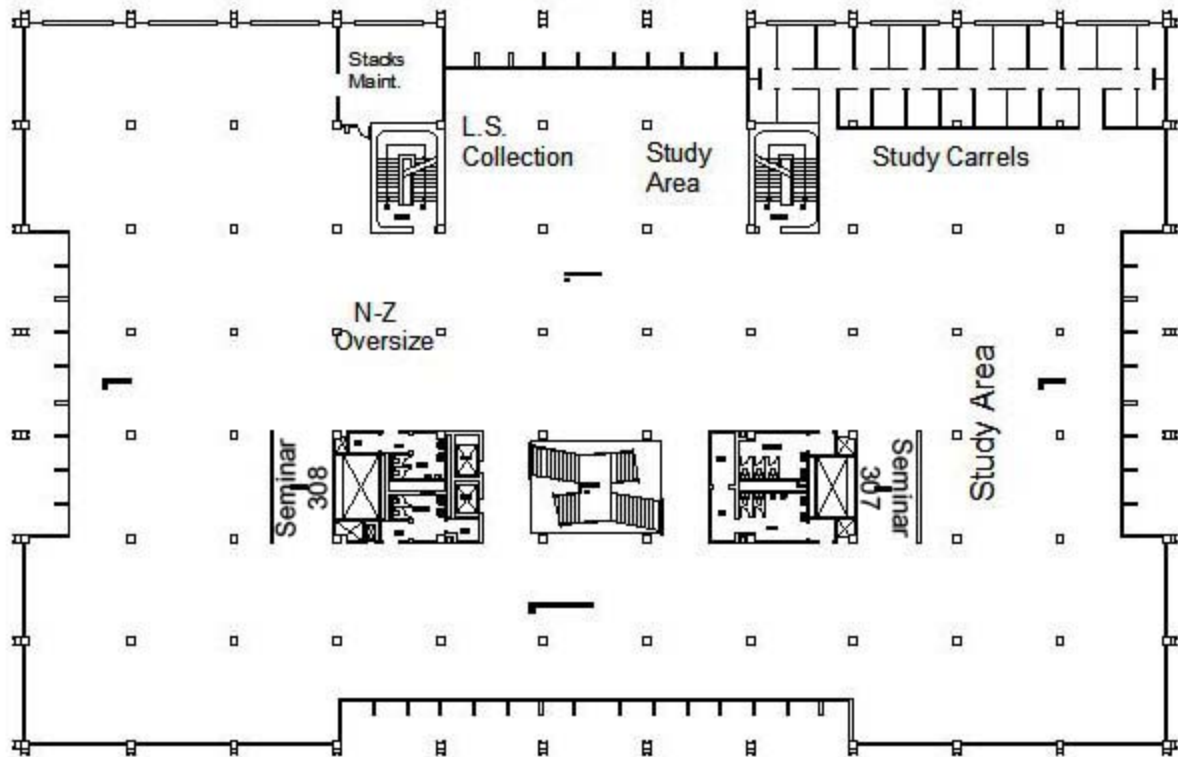 Stacks
Maint.
L.S.
Collection
Study
Area
Study Carrels
N-Z
Oversize
Seminar
308
Seminar
307
Study Area